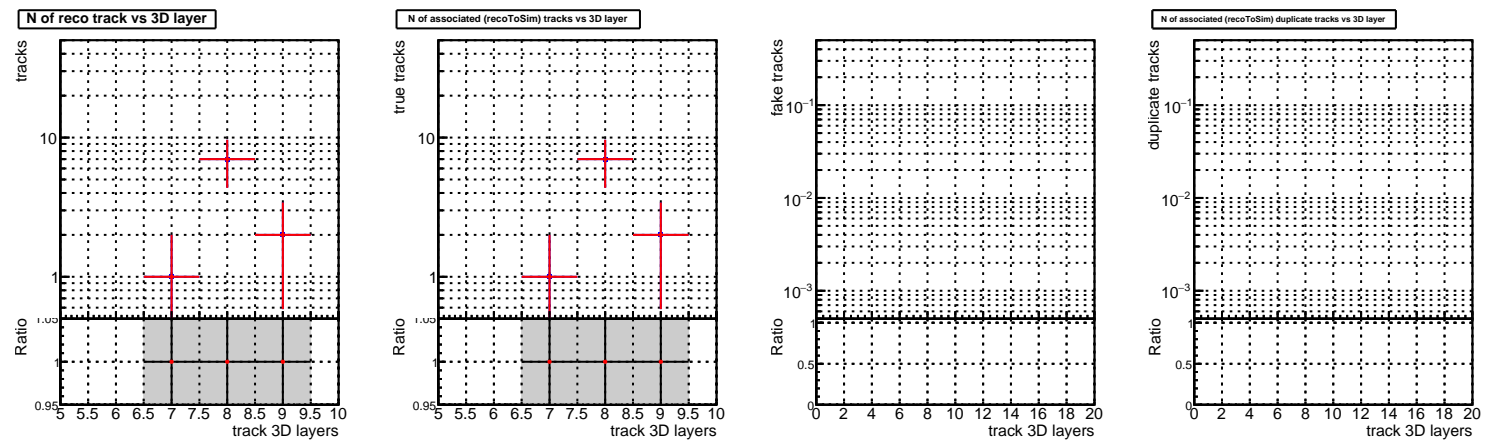 N of reco track vs 3D layer
tracks
10
1
Ratio
1.05
1
0.95
5 5.5 6 6.5 7 7.5 8 8.5 9 9.5 10
track 3D layers
N of associated (recoToSim) tracks vs 3D layer
true tracks
10
1
Ratio
1.05
1
0.95
5 5.5 6 6.5 7 7.5 8 8.5 9 9.5 10
track 3D layers
fake tracks
10−1
10−2
10−3
Ratio
1
0.5
0
0 2 4 6 8 10 12 14 16 18 20
track 3D layers
N of associated (recoToSim) duplicate tracks vs 3D layer
duplicate tracks
10−1
10−2
10−3
Ratio
1
0.5
0
0 2 4 6 8 10 12 14 16 18 20
track 3D layers